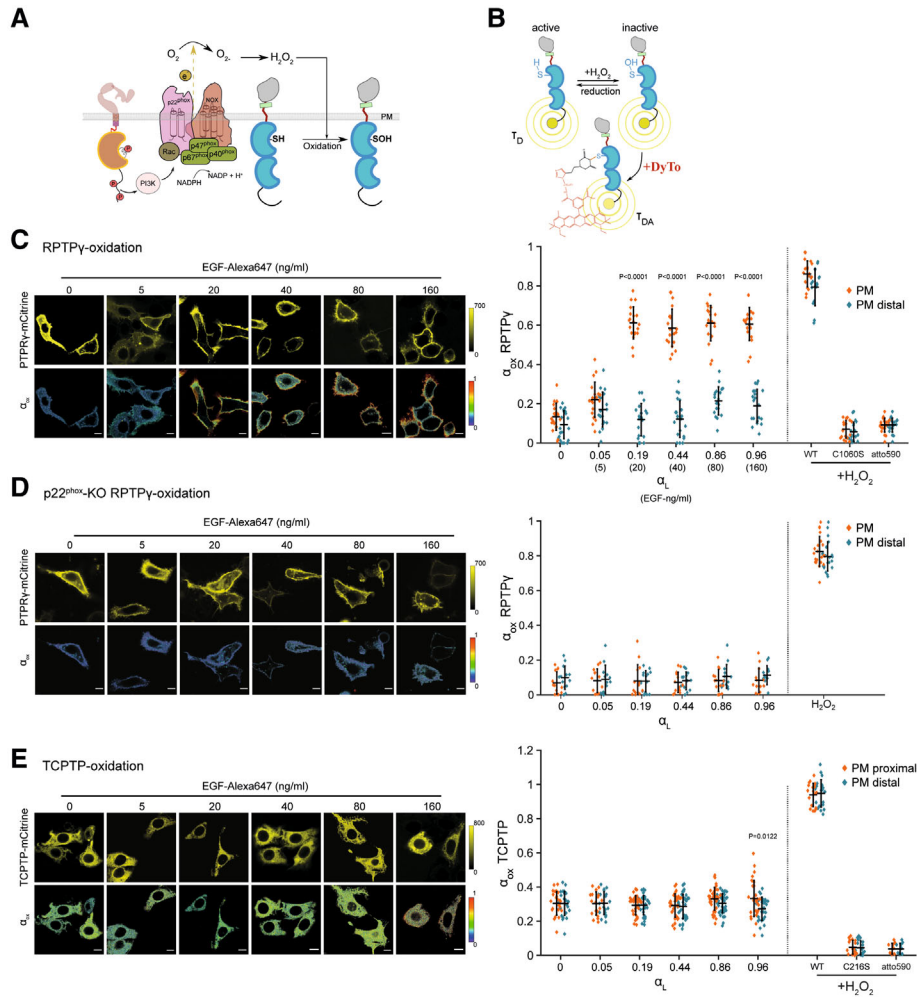 A
O2
O2-
H2O2
e
p22phox
NOX
PM
SH
SOH
Oxidation
Rac
p47phox
p67phox
p40phox
P
P
P
PI3K
NADPH
NADP + H+
B
active
inactive
H
S
OH
S
+H2O2
reduction
TD
+DyTo
TDA
C
RPTPγ-oxidation
EGF-Alexa647 (ng/ml)
0 5 20 40 80 160
PTPRγ-mCitrine
700
0
αox
1
0
αox RPTPγ
1
0.8
0.6
0.4
0.2
0
P<0.0001 P<0.0001 P<0.0001 P<0.0001
PM
PM distal
0 0.05 0.19 0.44 0.86 0.96
(5) (20) (40) (80) (160)
αL
(EGF-ng/ml)
WT C1060S atto590
+H2O2
D
p22phox-KO RPTPγ-oxidation
EGF-Alexa647 (ng/ml)
0 5 20 40 80 160
PTPRγ-mCitrine
700
0
αox
1
0
αox RPTPγ
1
0.8
0.6
0.4
0.2
0
PM
PM distal
0 0.05 0.19 0.44 0.86 0.96
αL
H2O2
E
TCPTP-oxidation
EGF-Alexa647 (ng/ml)
0 5 20 40 80 160
TCPTP-mCitrine
800
0
αox
1
0
αox TCPTP
1.2
1
0.8
0.6
0.4
0.2
0
P=0.0122
PM proximal
PM distal
0 0.05 0.19 0.44 0.86 0.96
αL
WT C216S atto590
+H2O2